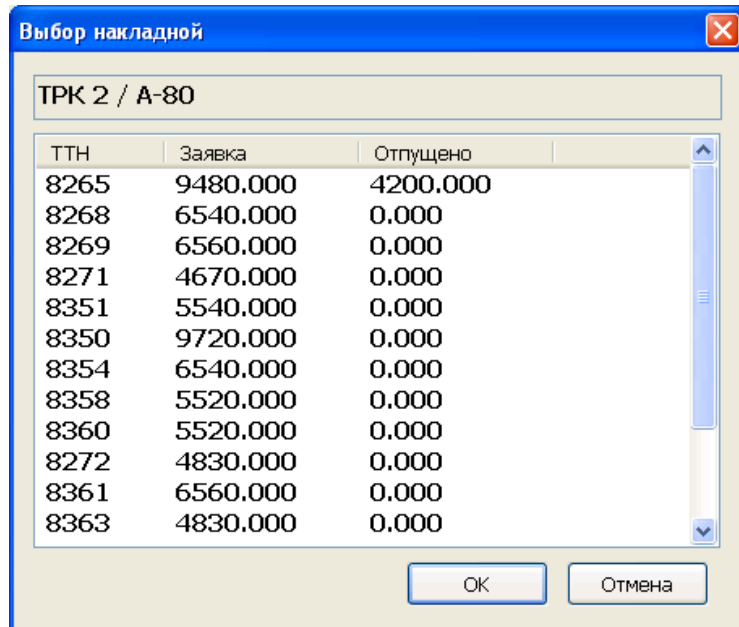 Выбор накладной
ТРК 2 / А-80
ТТН Заявка Отпущено
8265 9480.000 4200.000
8268 6540.000 0.000
8269 6560.000 0.000
8271 4670.000 0.000
8351 5540.000 0.000
8350 9720.000 0.000
8354 6540.000 0.000
8358 5520.000 0.000
8360 5520.000 0.000
8272 4830.000 0.000
8361 6560.000 0.000
8363 4830.000 0.000
ОК Отмена